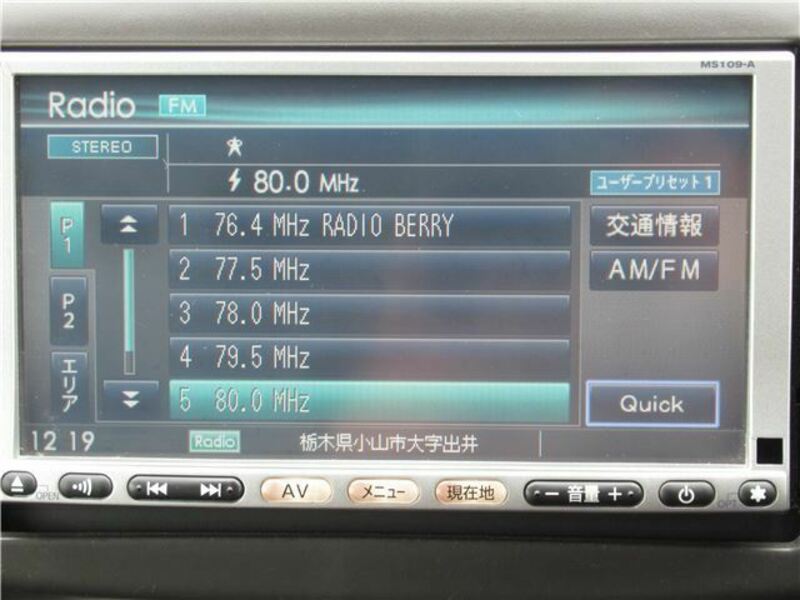 MS109-A
Radio FM
STEREO
80.0 MHz
ユーザープリセット1
P1
P2
エリア
1 76.4 MHz RADIO BERRY
2 77.5 MHz
3 78.0 MHz
4 79.5 MHz
5 80.0 MHz
交通情報
AM/FM
Quick
12 19
Radio
栃木県小山市大字出井
OPEN
AV
メニュー
現在地
- 音量 +
OPT